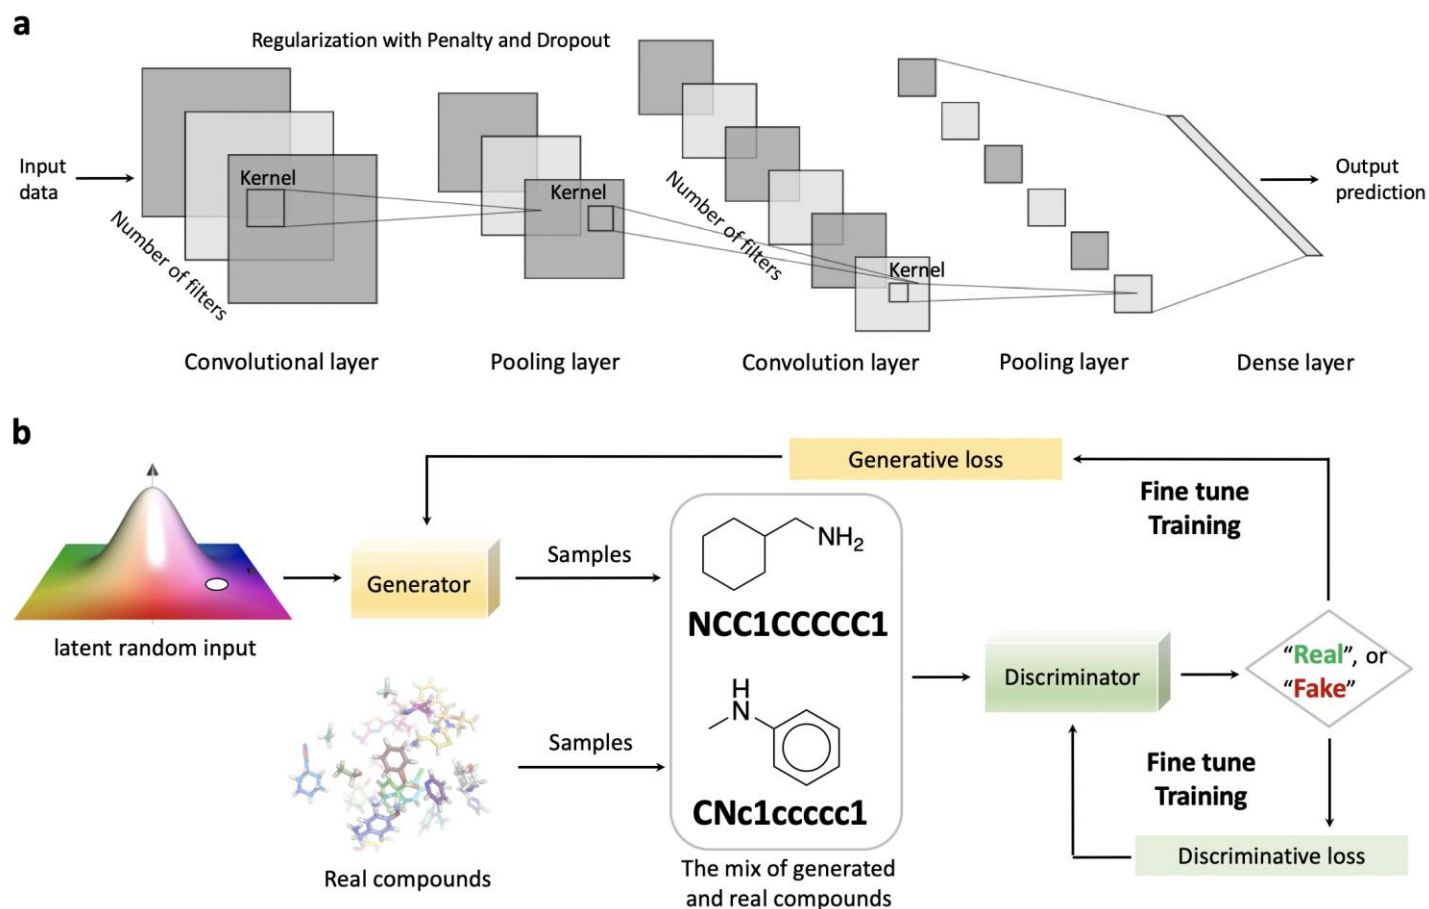 a
Regularization with Penalty and Dropout
Input
data
Kernel
Number of filters
Kernel
Number of filters
Kernel
Output
prediction
Convolutional layer
Pooling layer
Convolution layer
Pooling layer
Dense layer
b
Generative loss
Fine tune
Training
latent random input
Generator
Samples
NH2
NCC1CCCCC1
H
N
CNc1ccccc1
Real compounds
Samples
The mix of generated
and real compounds
Discriminator
“Real”, or
“Fake”
Fine tune
Training
Discriminative loss